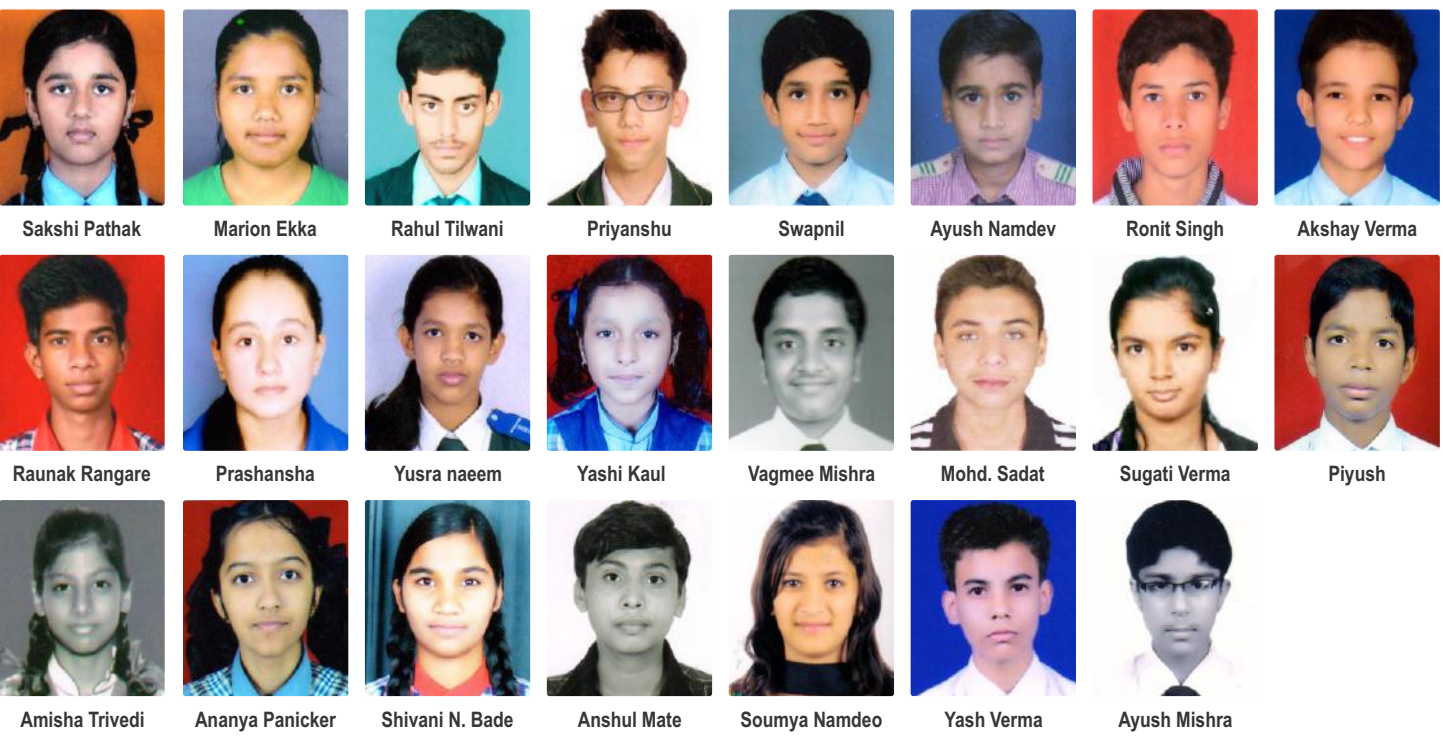 Sakshi Pathak Marion Ekka Rahul Tilwani Priyanshu Swapnil Ayush Namdev Ronit Singh Akshay Verma
Raunak Rangare Prashansha Yusra naeem Yashi Kaul Vagmee Mishra Mohd. Sadat Sugati Verma Piyush
Amisha Trivedi Ananya Panicker Shivani N. Bade Anshul Mate Soumya Namdeo Yash Verma Ayush Mishra